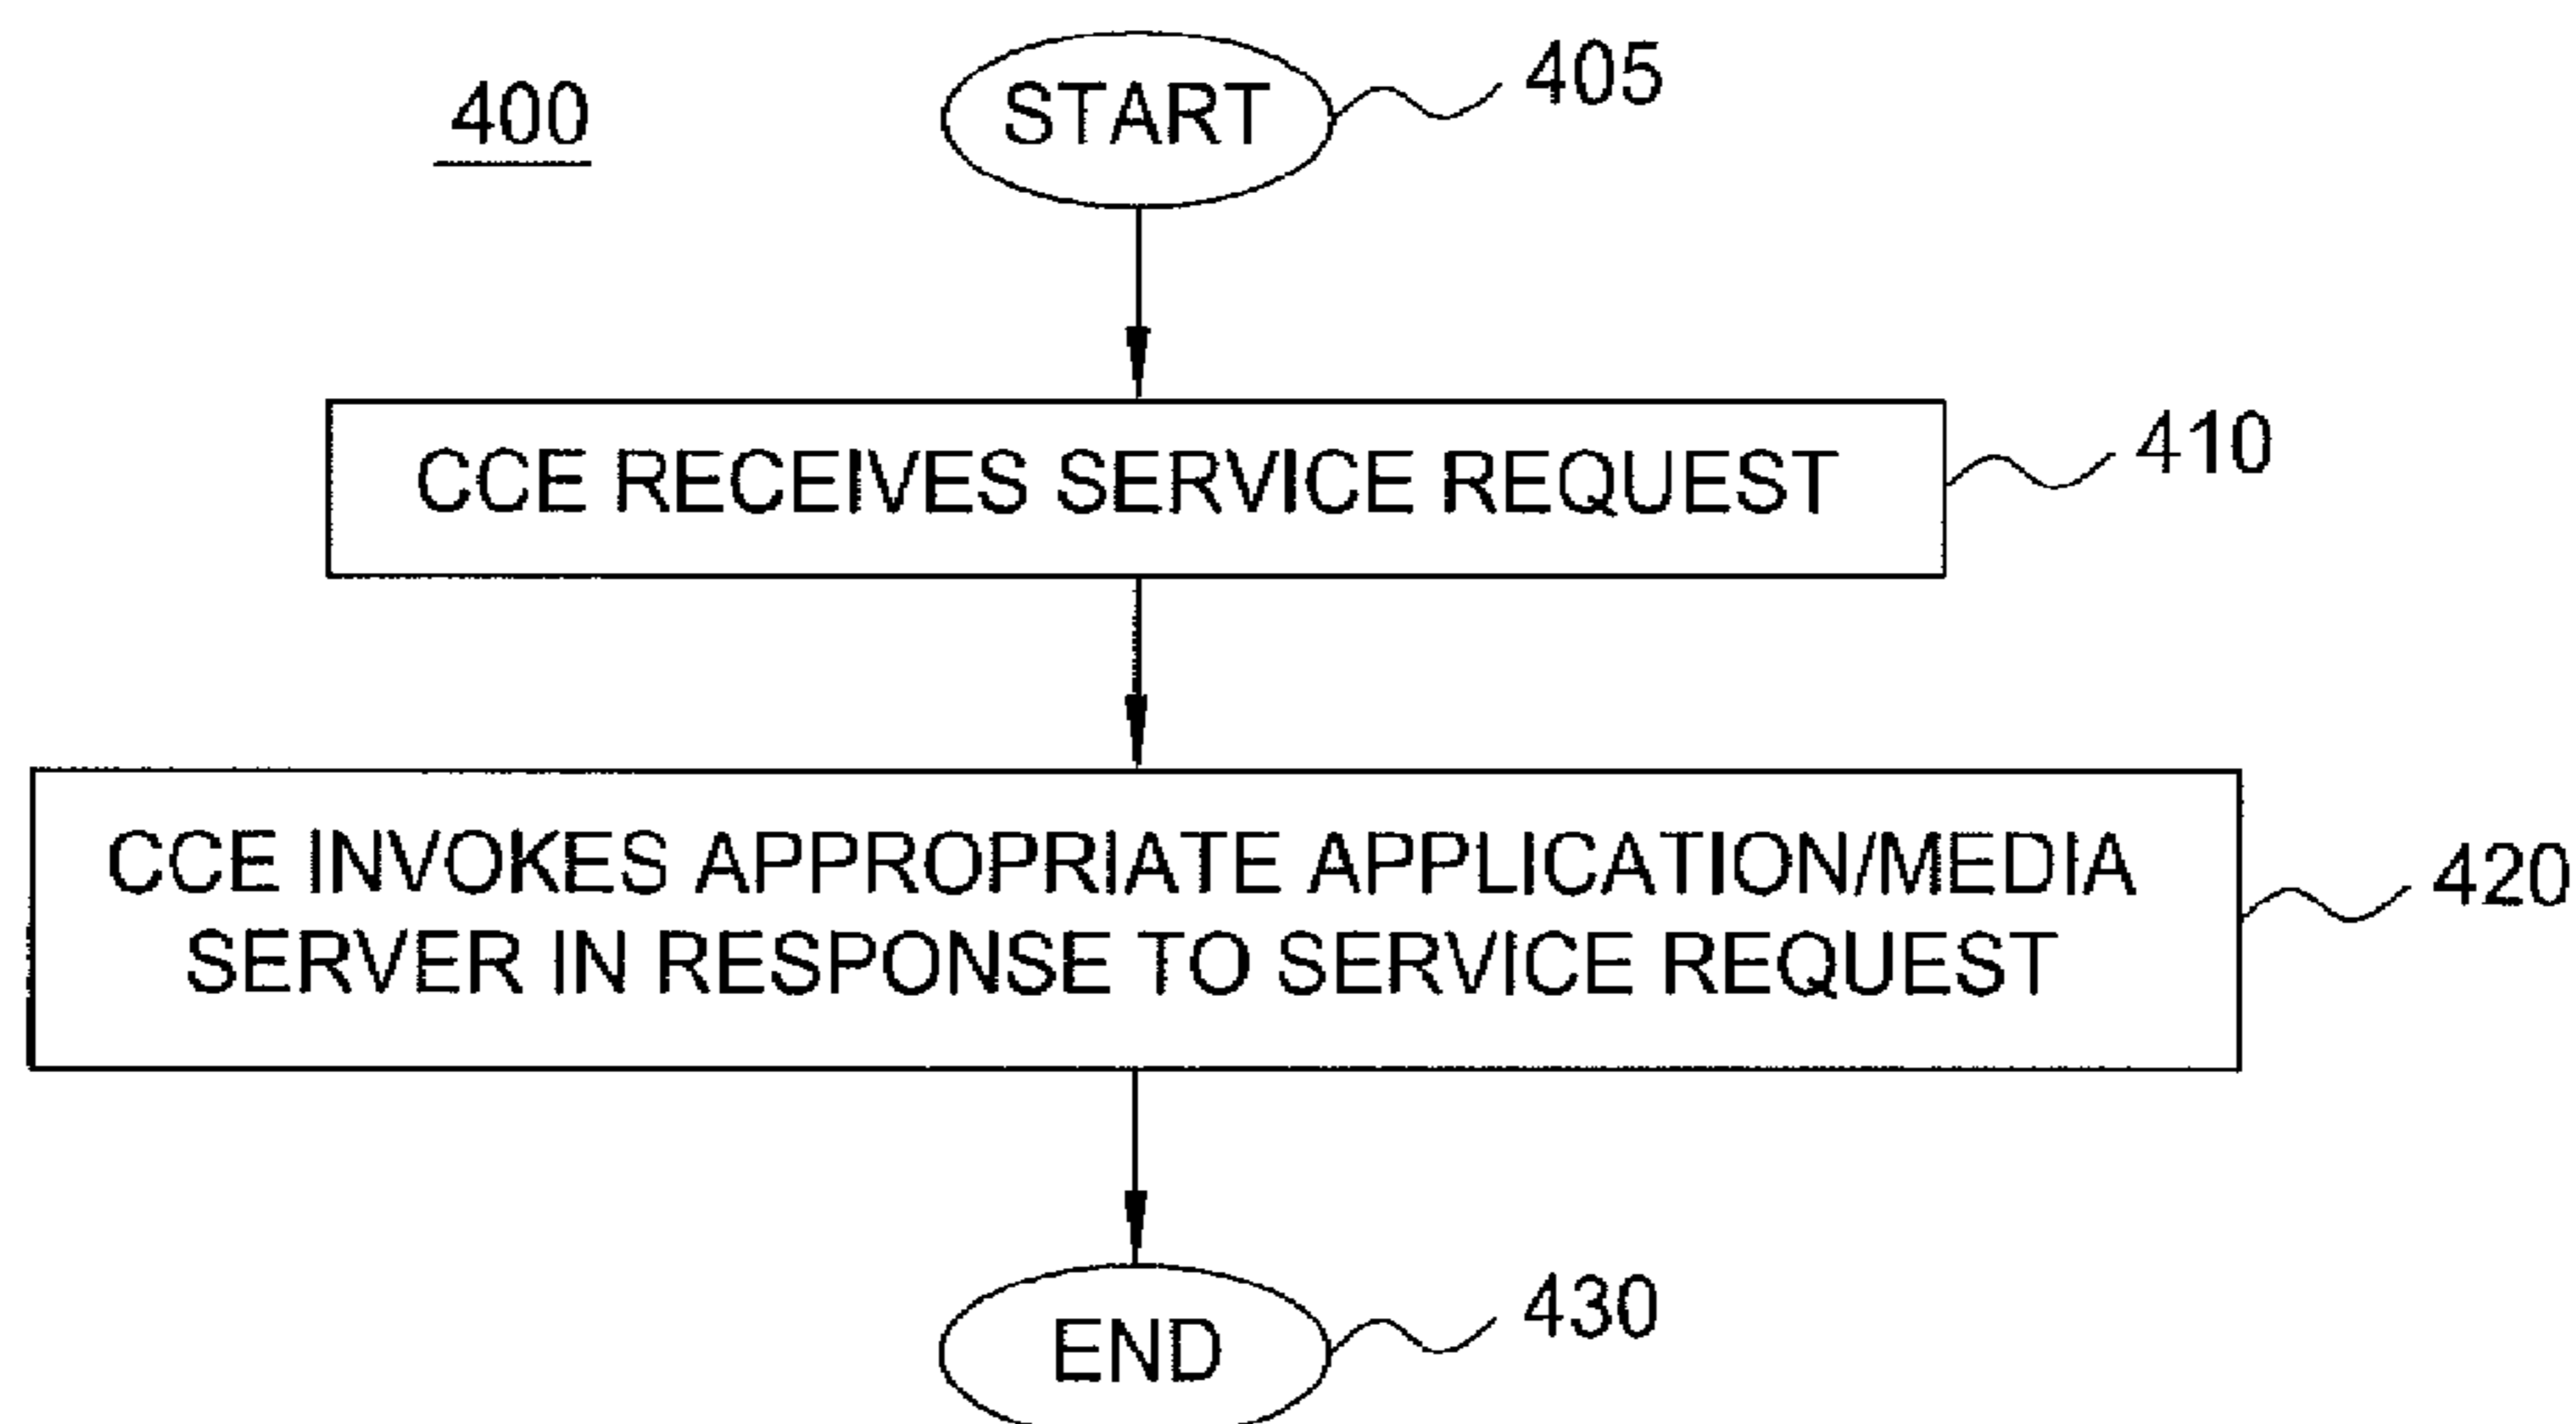 400
START
405
CCE RECEIVES SERVICE REQUEST
410
CCE INVOKES APPROPRIATE APPLICATION/MEDIA
SERVER IN RESPONSE TO SERVICE REQUEST
420
END
430